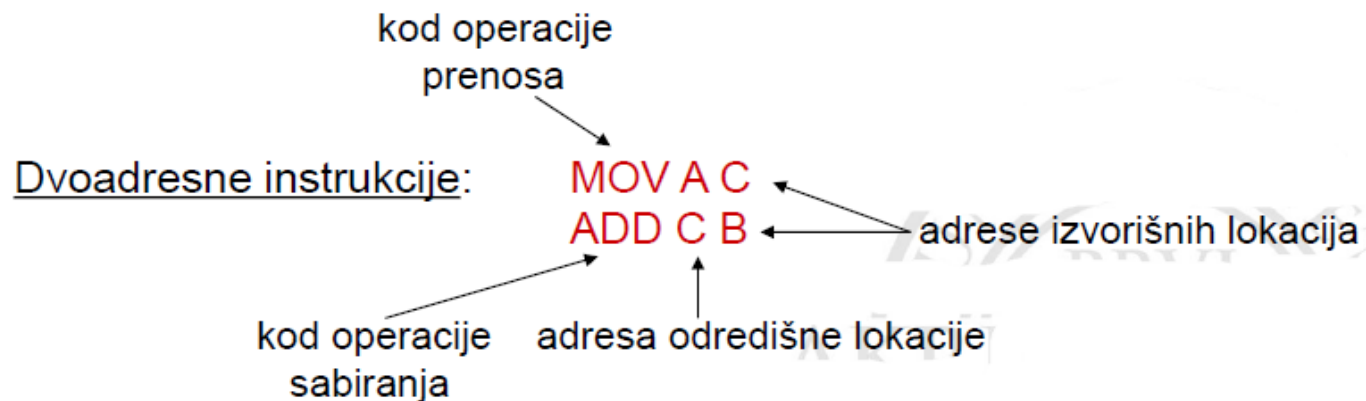 kod operacije
prenosa
Dvoadresne instrukcije:
MOV A C
ADD C B
adrese izvorišnih lokacija
kod operacije
sabiranja
adresa odredišne lokacije